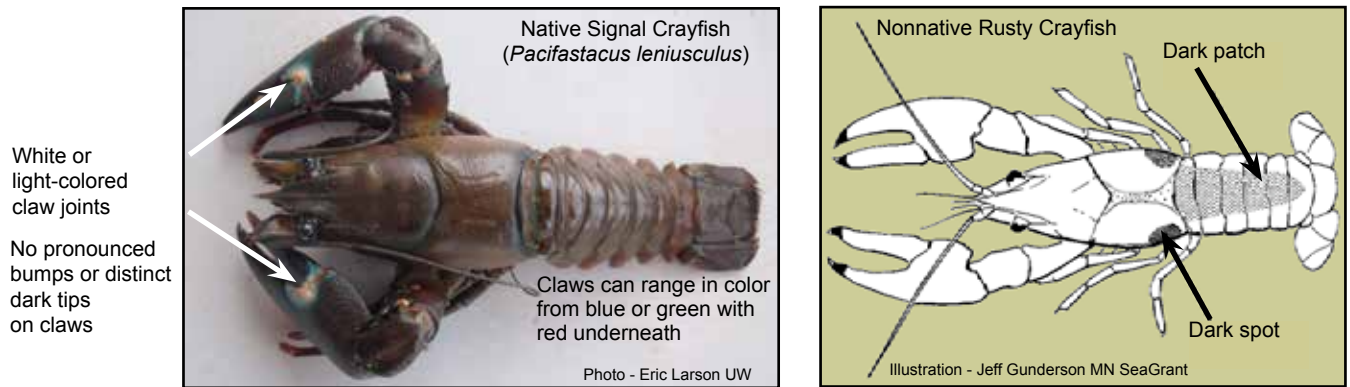 Native Signal Crayfish
(Pacifastacus leniusculus)
White or
light-colored
claw joints
No pronounced
bumps or distinct
dark tips
on claws
Claws can range in color
from blue or green with
red underneath
Photo - Eric Larson UW
Nonnative Rusty Crayfish
Dark patch
Dark spot
Illustration - Jeff Gunderson MN SeaGrant